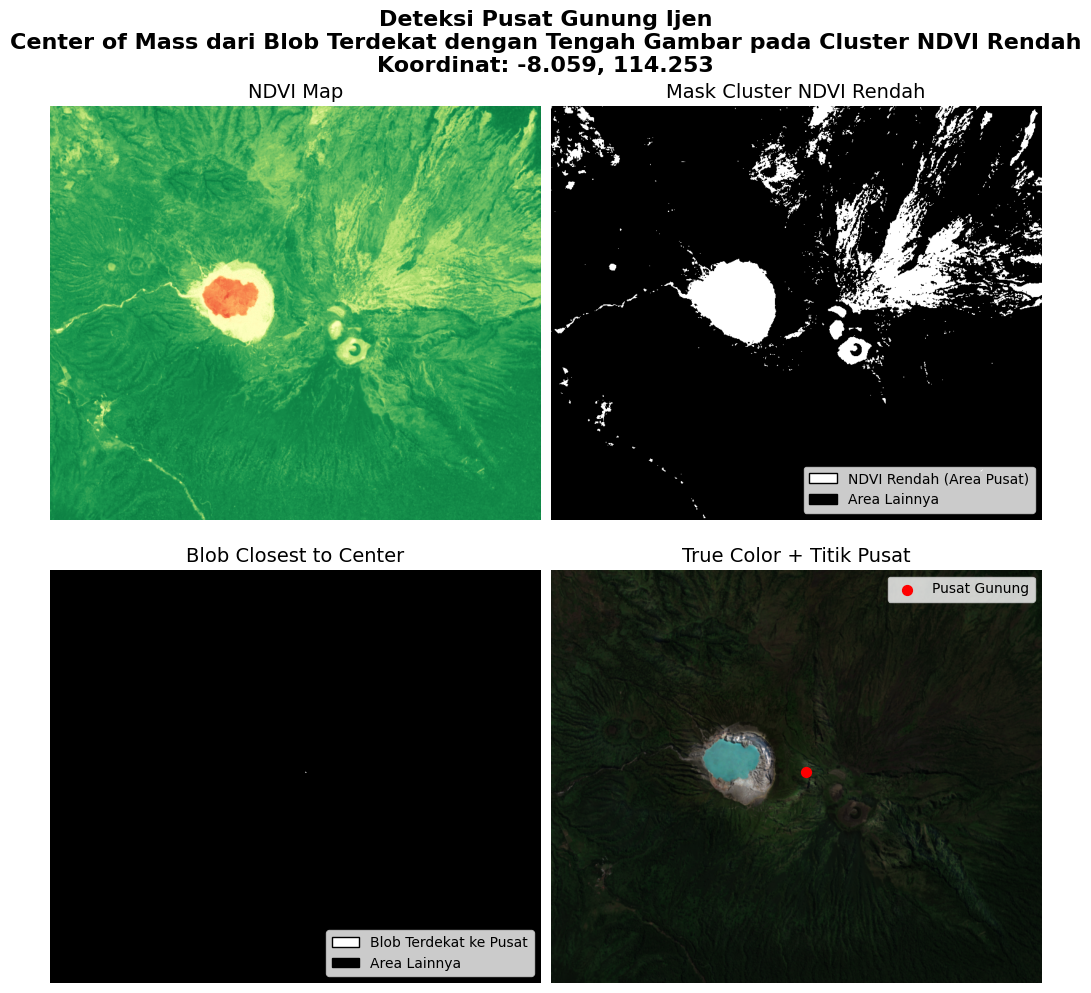 Deteksi Pusat Gunung Ijen
Center of Mass dari Blob Terdekat dengan Tengah Gambar pada Cluster NDVI Rendah
Koordinat: -8.059, 114.253
NDVI Map
Mask Cluster NDVI Rendah
NDVI Rendah (Area Pusat)
Area Lainnya
Blob Closest to Center
True Color + Titik Pusat
Blob Terdekat ke Pusat
Area Lainnya
Pusat Gunung